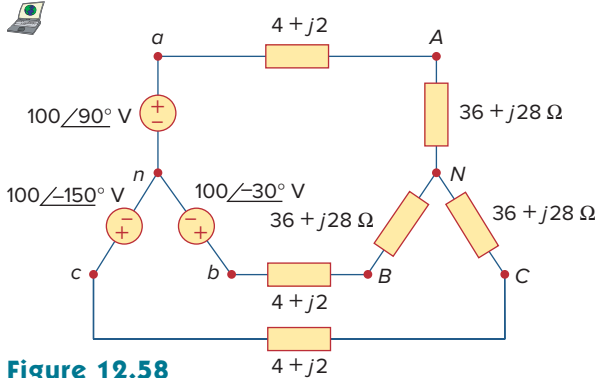 4 + j2
a
A
100∠90° V
+
−
36 + j28 Ω
n
N
100∠−150° V
100∠−30° V
36 + j28 Ω
36 + j28 Ω
−
+
−
+
c
b
B
C
4 + j2
4 + j2
Figure 12.58